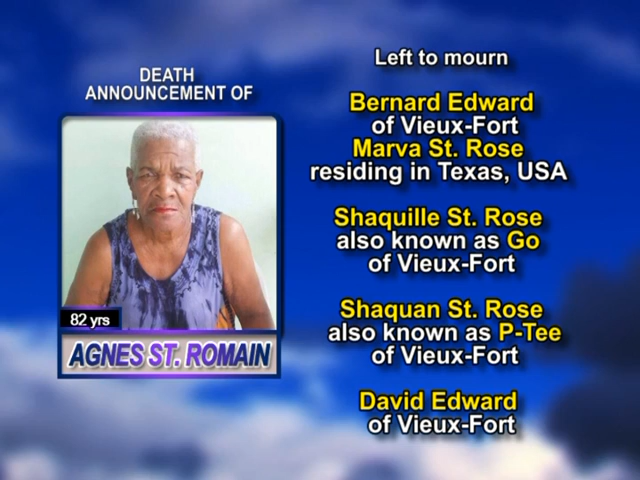 DEATH
ANNOUNCEMENT OF
82 yrs
AGNES ST. ROMAIN
Left to mourn
Bernard Edward
of Vieux-Fort
Marva St. Rose
residing in Texas, USA
Shaquille St. Rose
also known as Go
of Vieux-Fort
Shaquan St. Rose
also known as P-Tee
of Vieux-Fort
David Edward
of Vieux-Fort